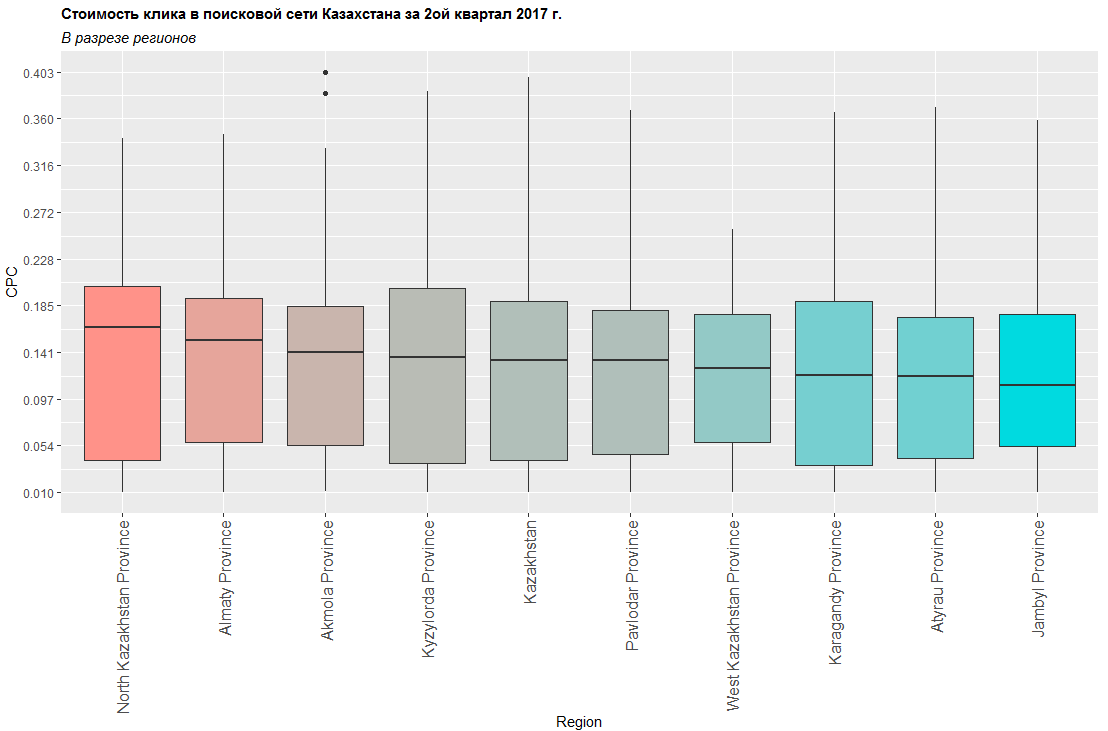 Стоимость клика в поисковой сети Казахстана за 2ой квартал 2017 г.
В разрезе регионов
CPC
0.403
0.360
0.316
0.272
0.228
0.185
0.141
0.097
0.054
0.010
North Kazakhstan Province
Almaty Province
Akmola Province
Kyzylorda Province
Kazakhstan
Pavlodar Province
West Kazakhstan Province
Karagandy Province
Atyrau Province
Jambyl Province
Region